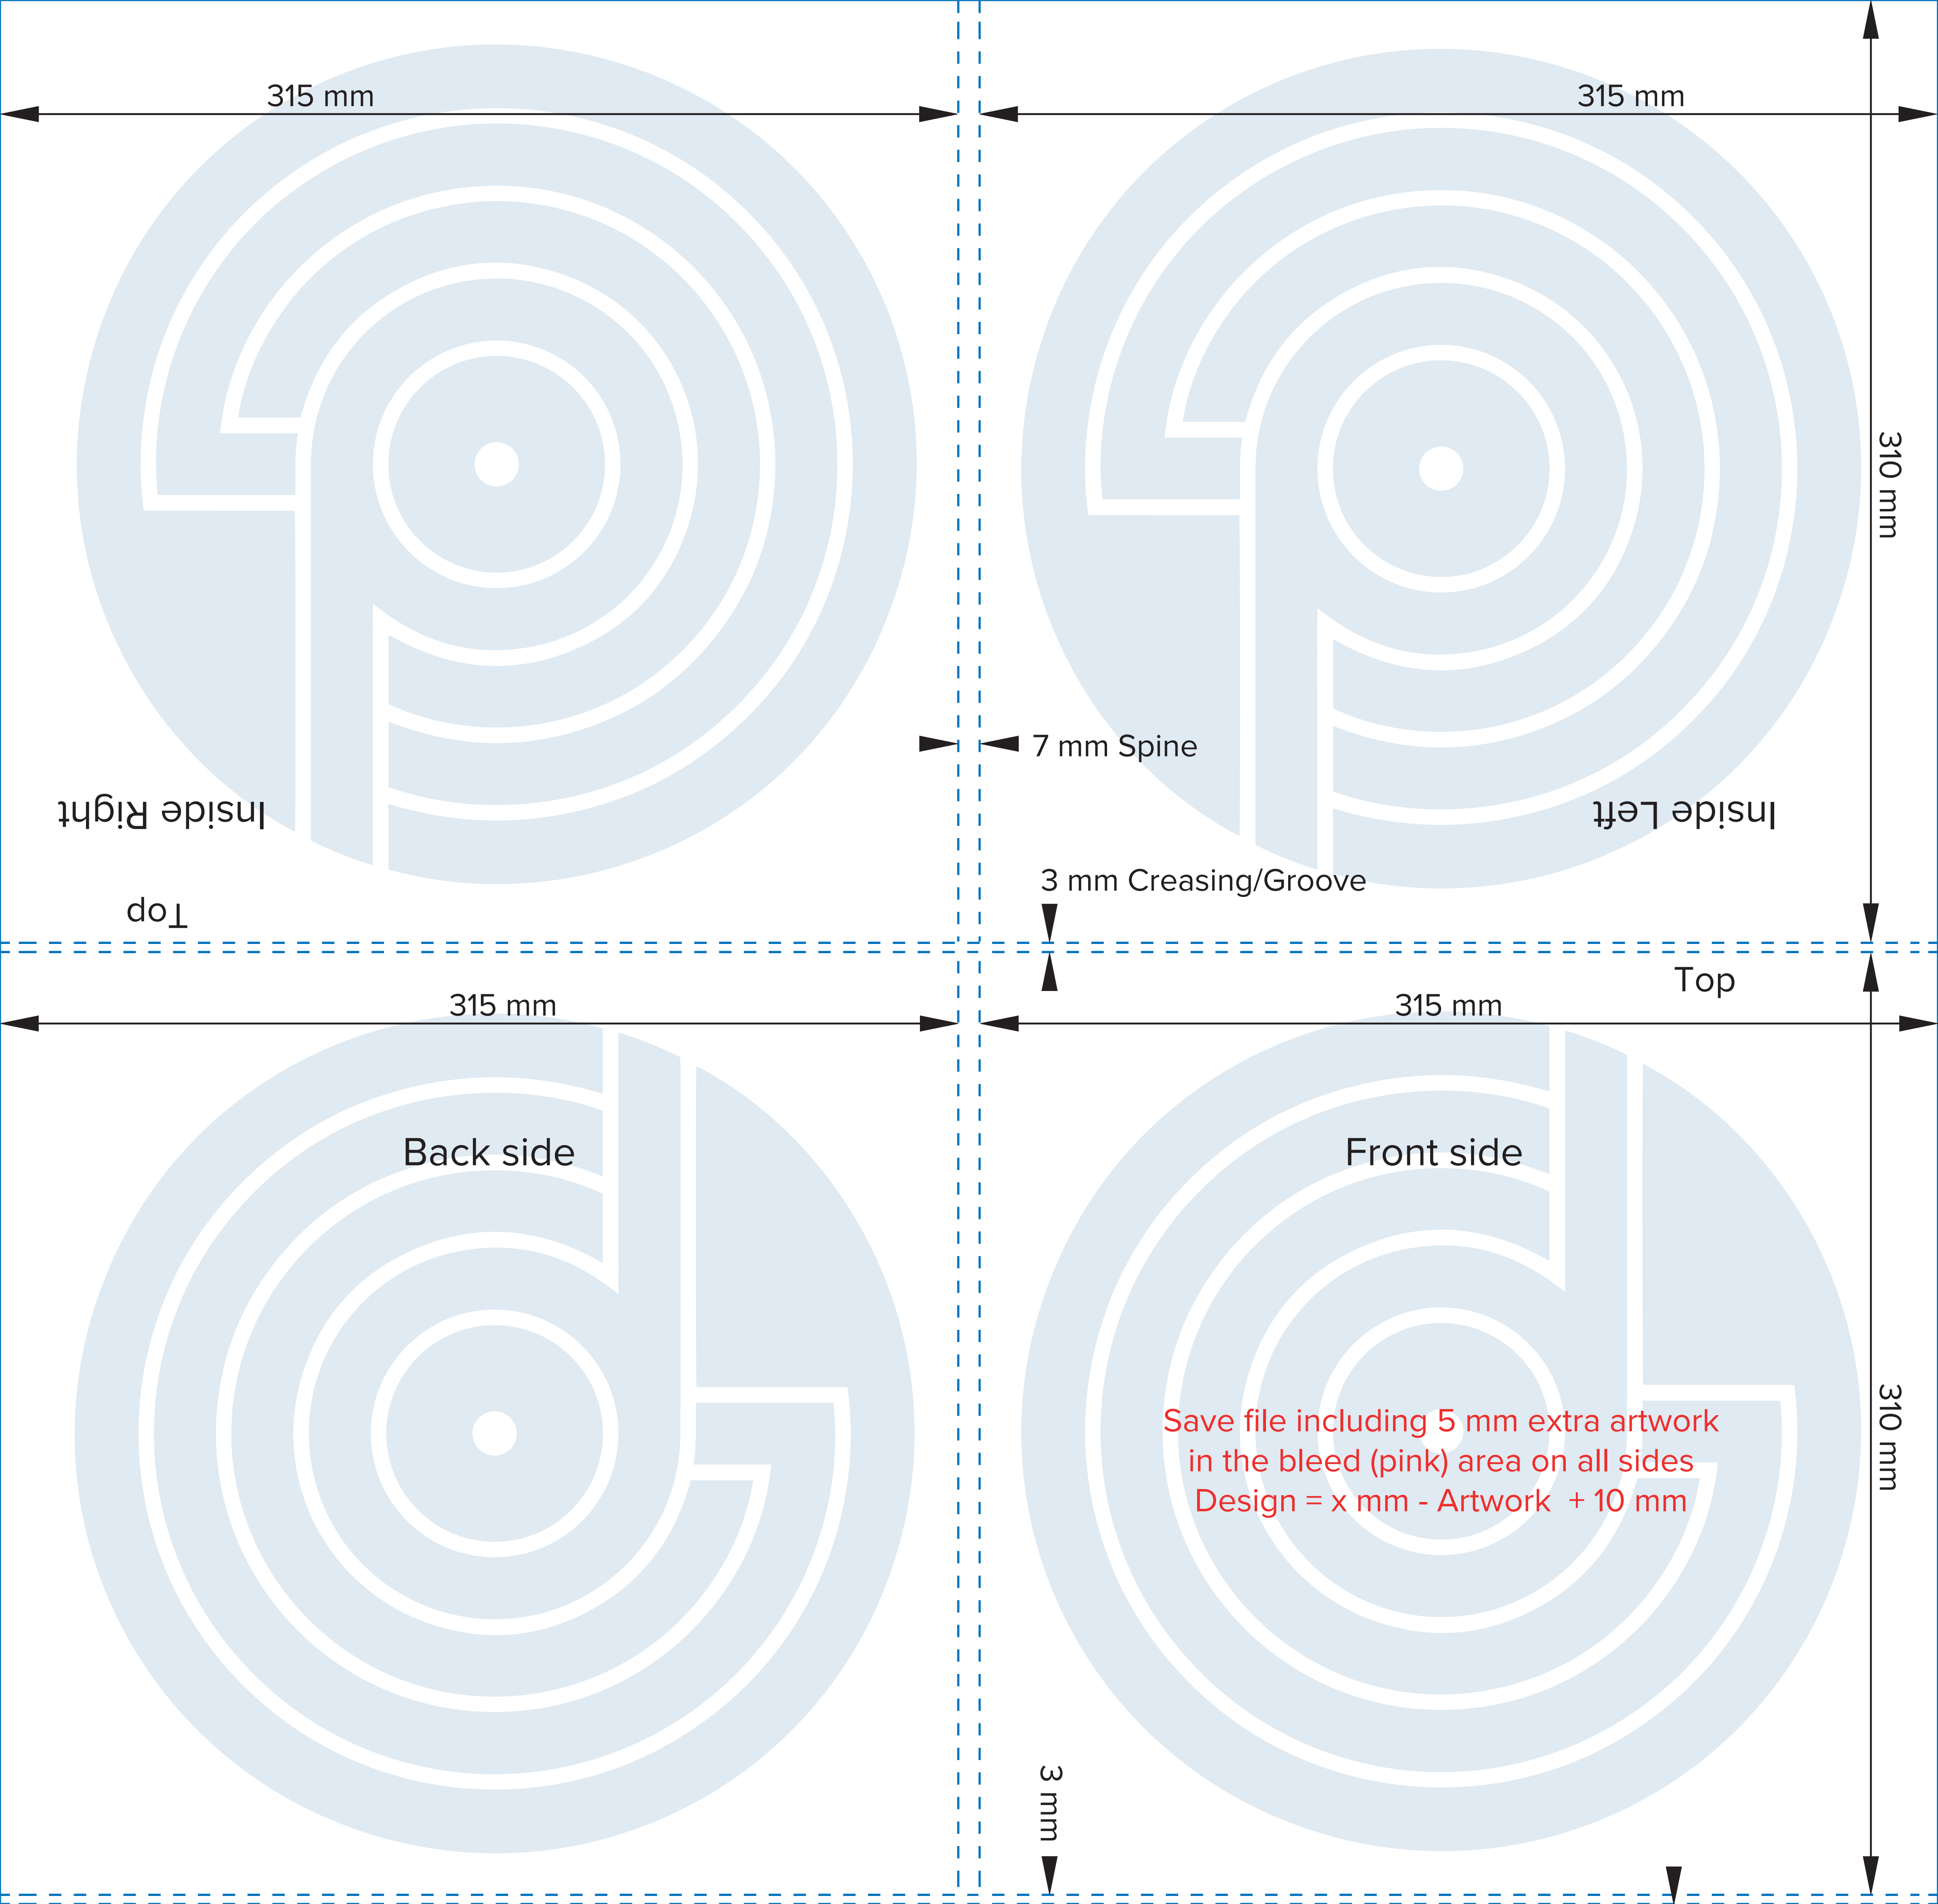 315 mm
315 mm
310 mm
7 mm Spine
Inside Right
Inside Left
3 mm Creasing/Groove
Top
Top
315 mm
315 mm
Back side
Front side
310 mm
Save file including 5 mm extra artwork
in the bleed (pink) area on all sides
Design = x mm - Artwork + 10 mm
3 mm